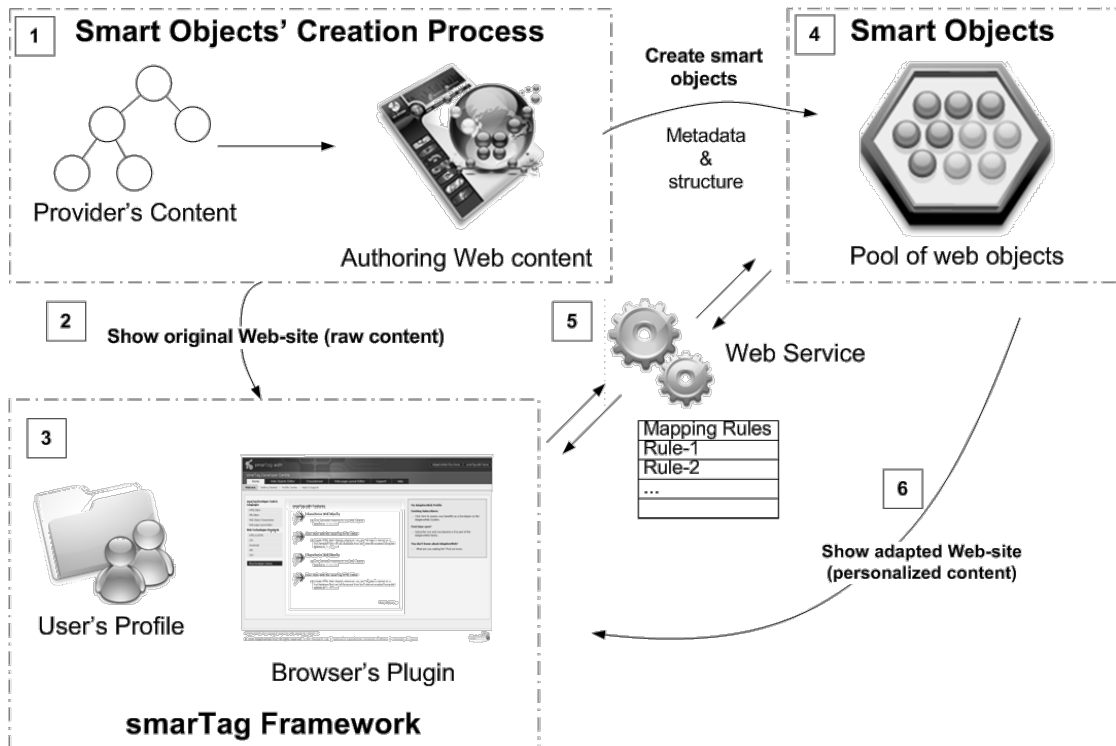 1
Smart Objects' Creation Process
Provider's Content
Authoring Web content
Create smart
objects
Metadata
&
structure
4
Smart Objects
Pool of web objects
2
Show original Web-site (raw content)
5
Web Service
Mapping Rules
Rule-1
Rule-2
...
3
User's Profile
Browser's Plugin
smarTag Framework
6
Show adapted Web-site
(personalized content)